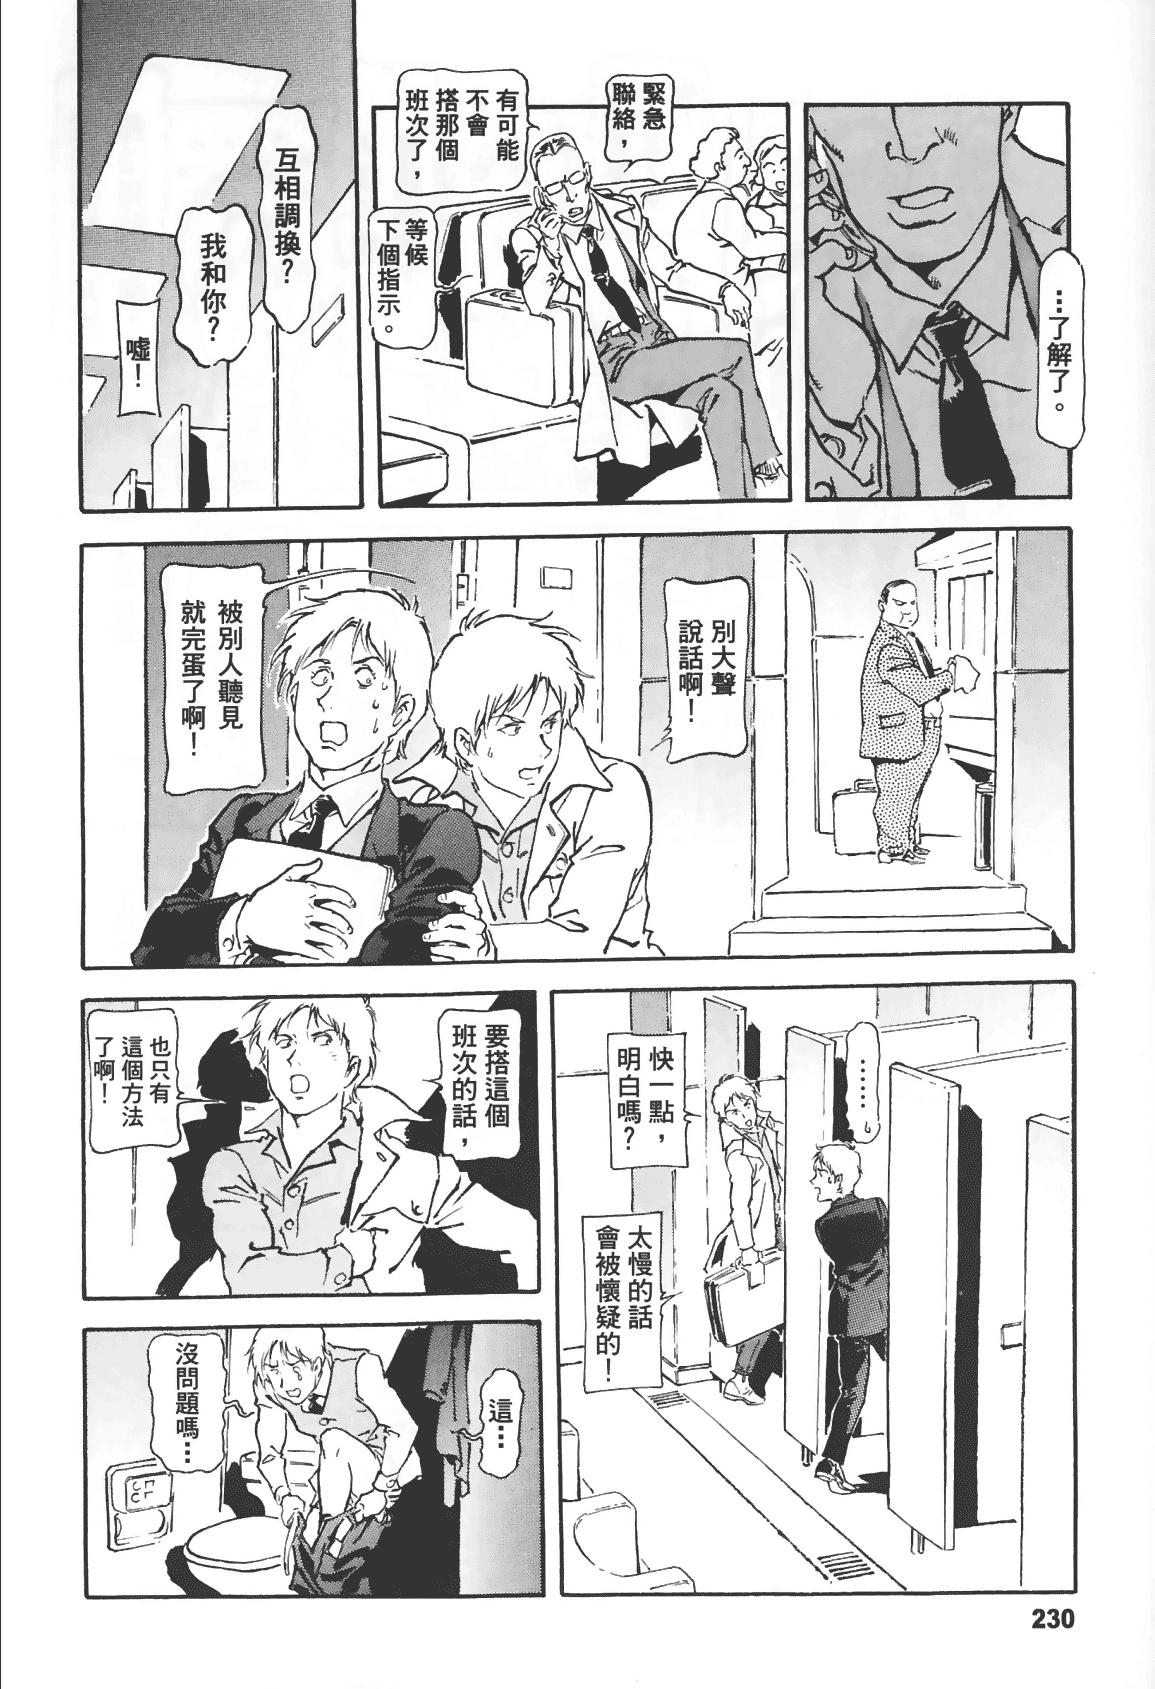 …了解了。
緊急
聯絡，
有可能
不會
搭那個
班次了，
等候
下個指示。
互相調換？
我和你？
噓！
別大聲
說話啊！
被別人聽見
就完蛋了啊！
要搭這個
班次的話，
也只有
這個方法
了啊！
……。
快一點，
明白嗎？
太慢的話
會被懷疑的！
這…
沒問題嗎…
230